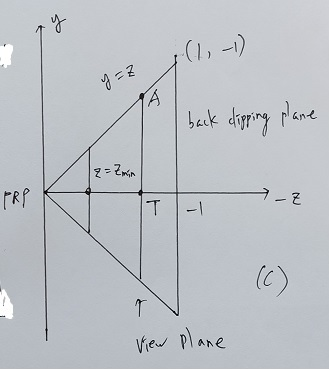 y
(1, -1)
y=z
A
back clipping plane
z=Zmin
PRP
T
-1
-z
(C)
View plane